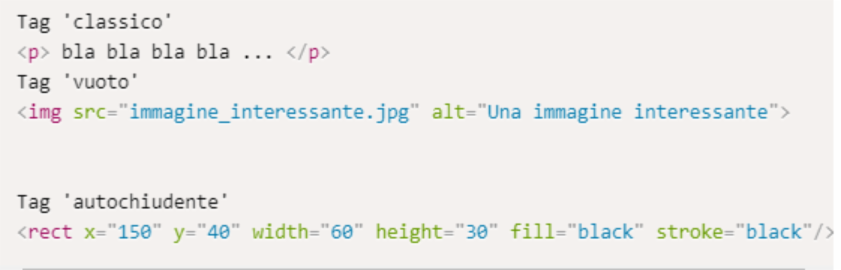 Tag 'classico'
<p> bla bla bla bla ... </p>
Tag 'vuoto'
<img src="immagine_interessante.jpg" alt="Una immagine interessante">
Tag 'autochiudente'
<rect x="150" y="40" width="60" height="30" fill="black" stroke="black"/>